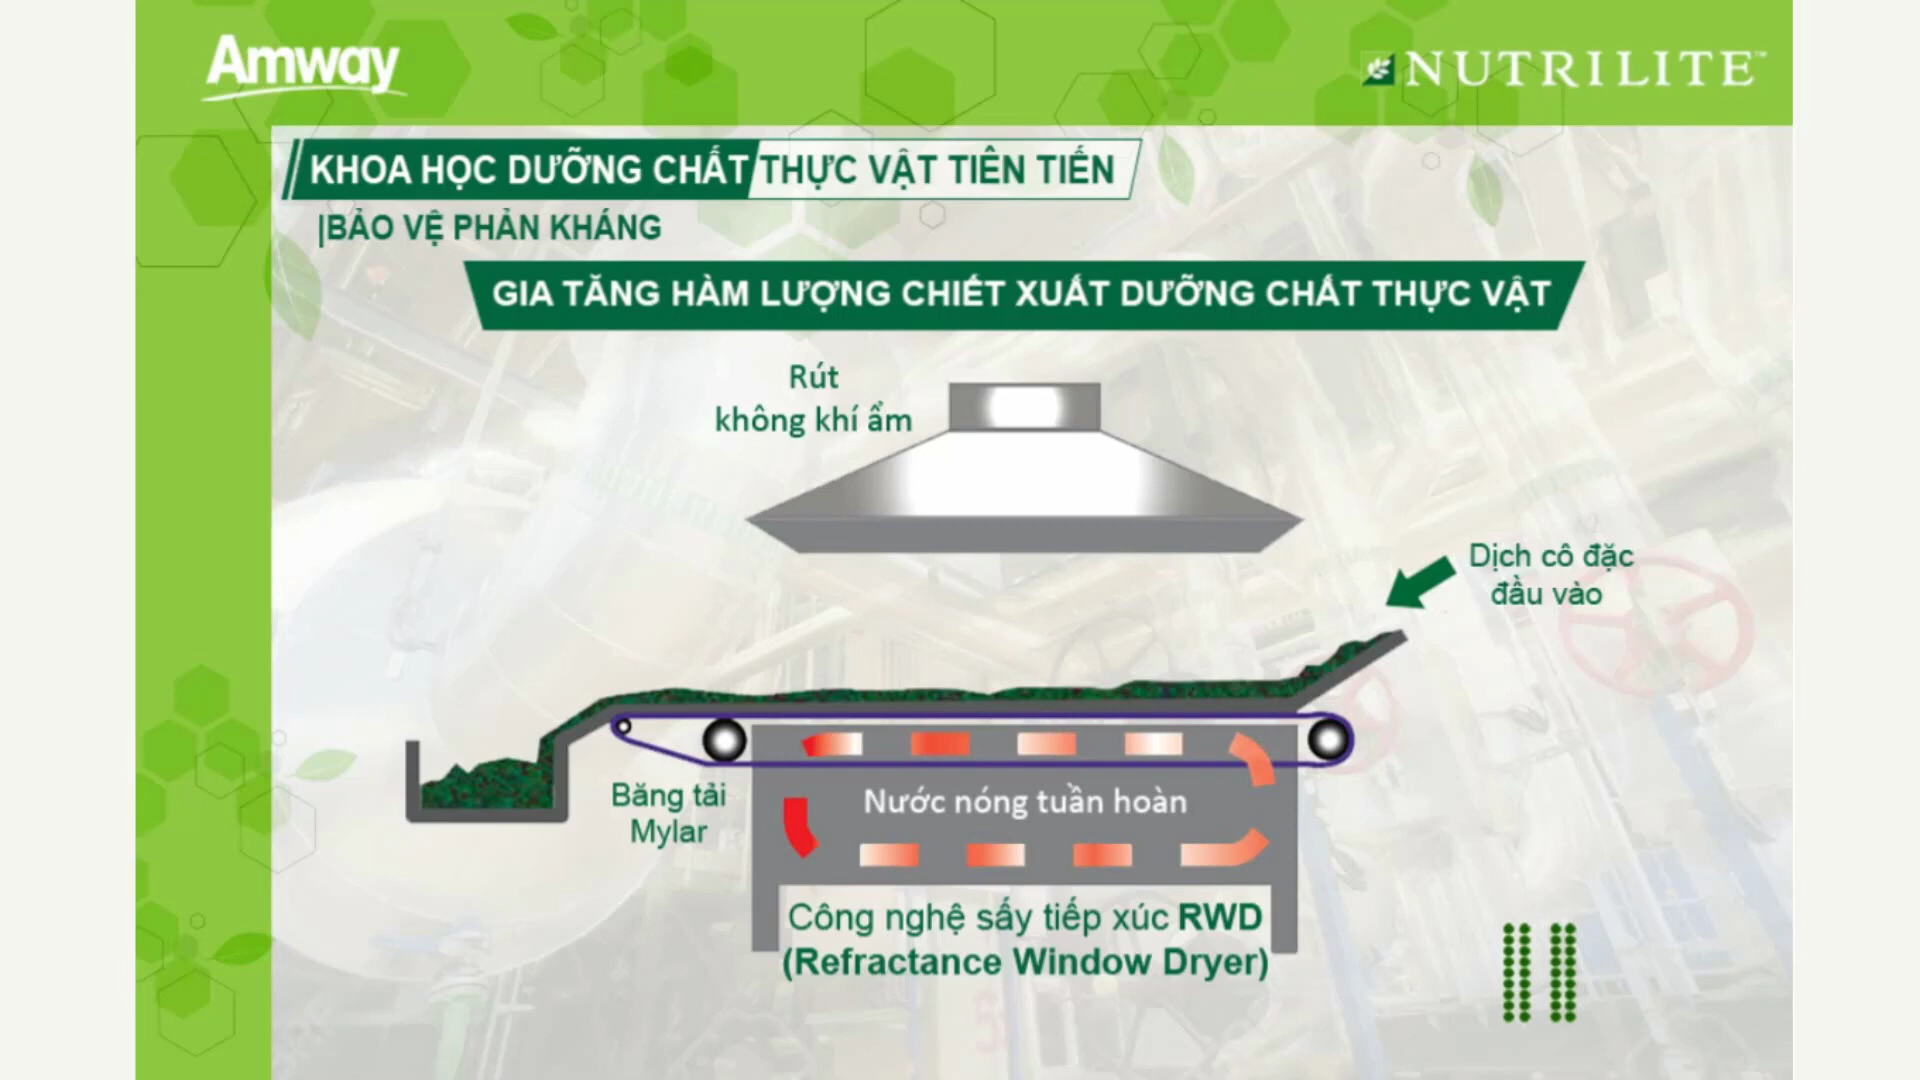 Amway
NUTRILITE™
KHOA HỌC DƯỠNG CHẤT THỰC VẬT TIÊN TIẾN
|BẢO VỆ PHẢN KHÁNG
GIA TĂNG HÀM LƯỢNG CHIẾT XUẤT DƯỠNG CHẤT THỰC VẬT
Rút
không khí ẩm
Dịch cô đặc
đầu vào
Băng tải
Mylar
Nước nóng tuần hoàn
Công nghệ sấy tiếp xúc RWD
(Refractance Window Dryer)